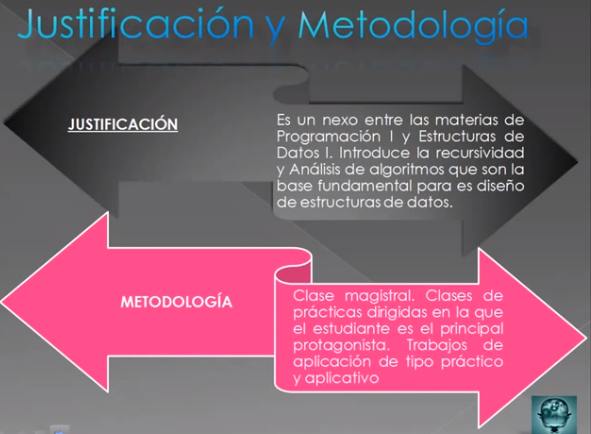 Justificación y Metodología
JUSTIFICACIÓN
Es un nexo entre las materias de
Programación I y Estructuras de
Datos I. Introduce la recursividad
y Análisis de algoritmos que son la
base fundamental para es diseño
de estructuras de datos.
METODOLOGÍA
Clase magistral. Clases de
prácticas dirigidas en la que
el estudiante es el principal
protagonista. Trabajos de
aplicación de tipo práctico
y aplicativo